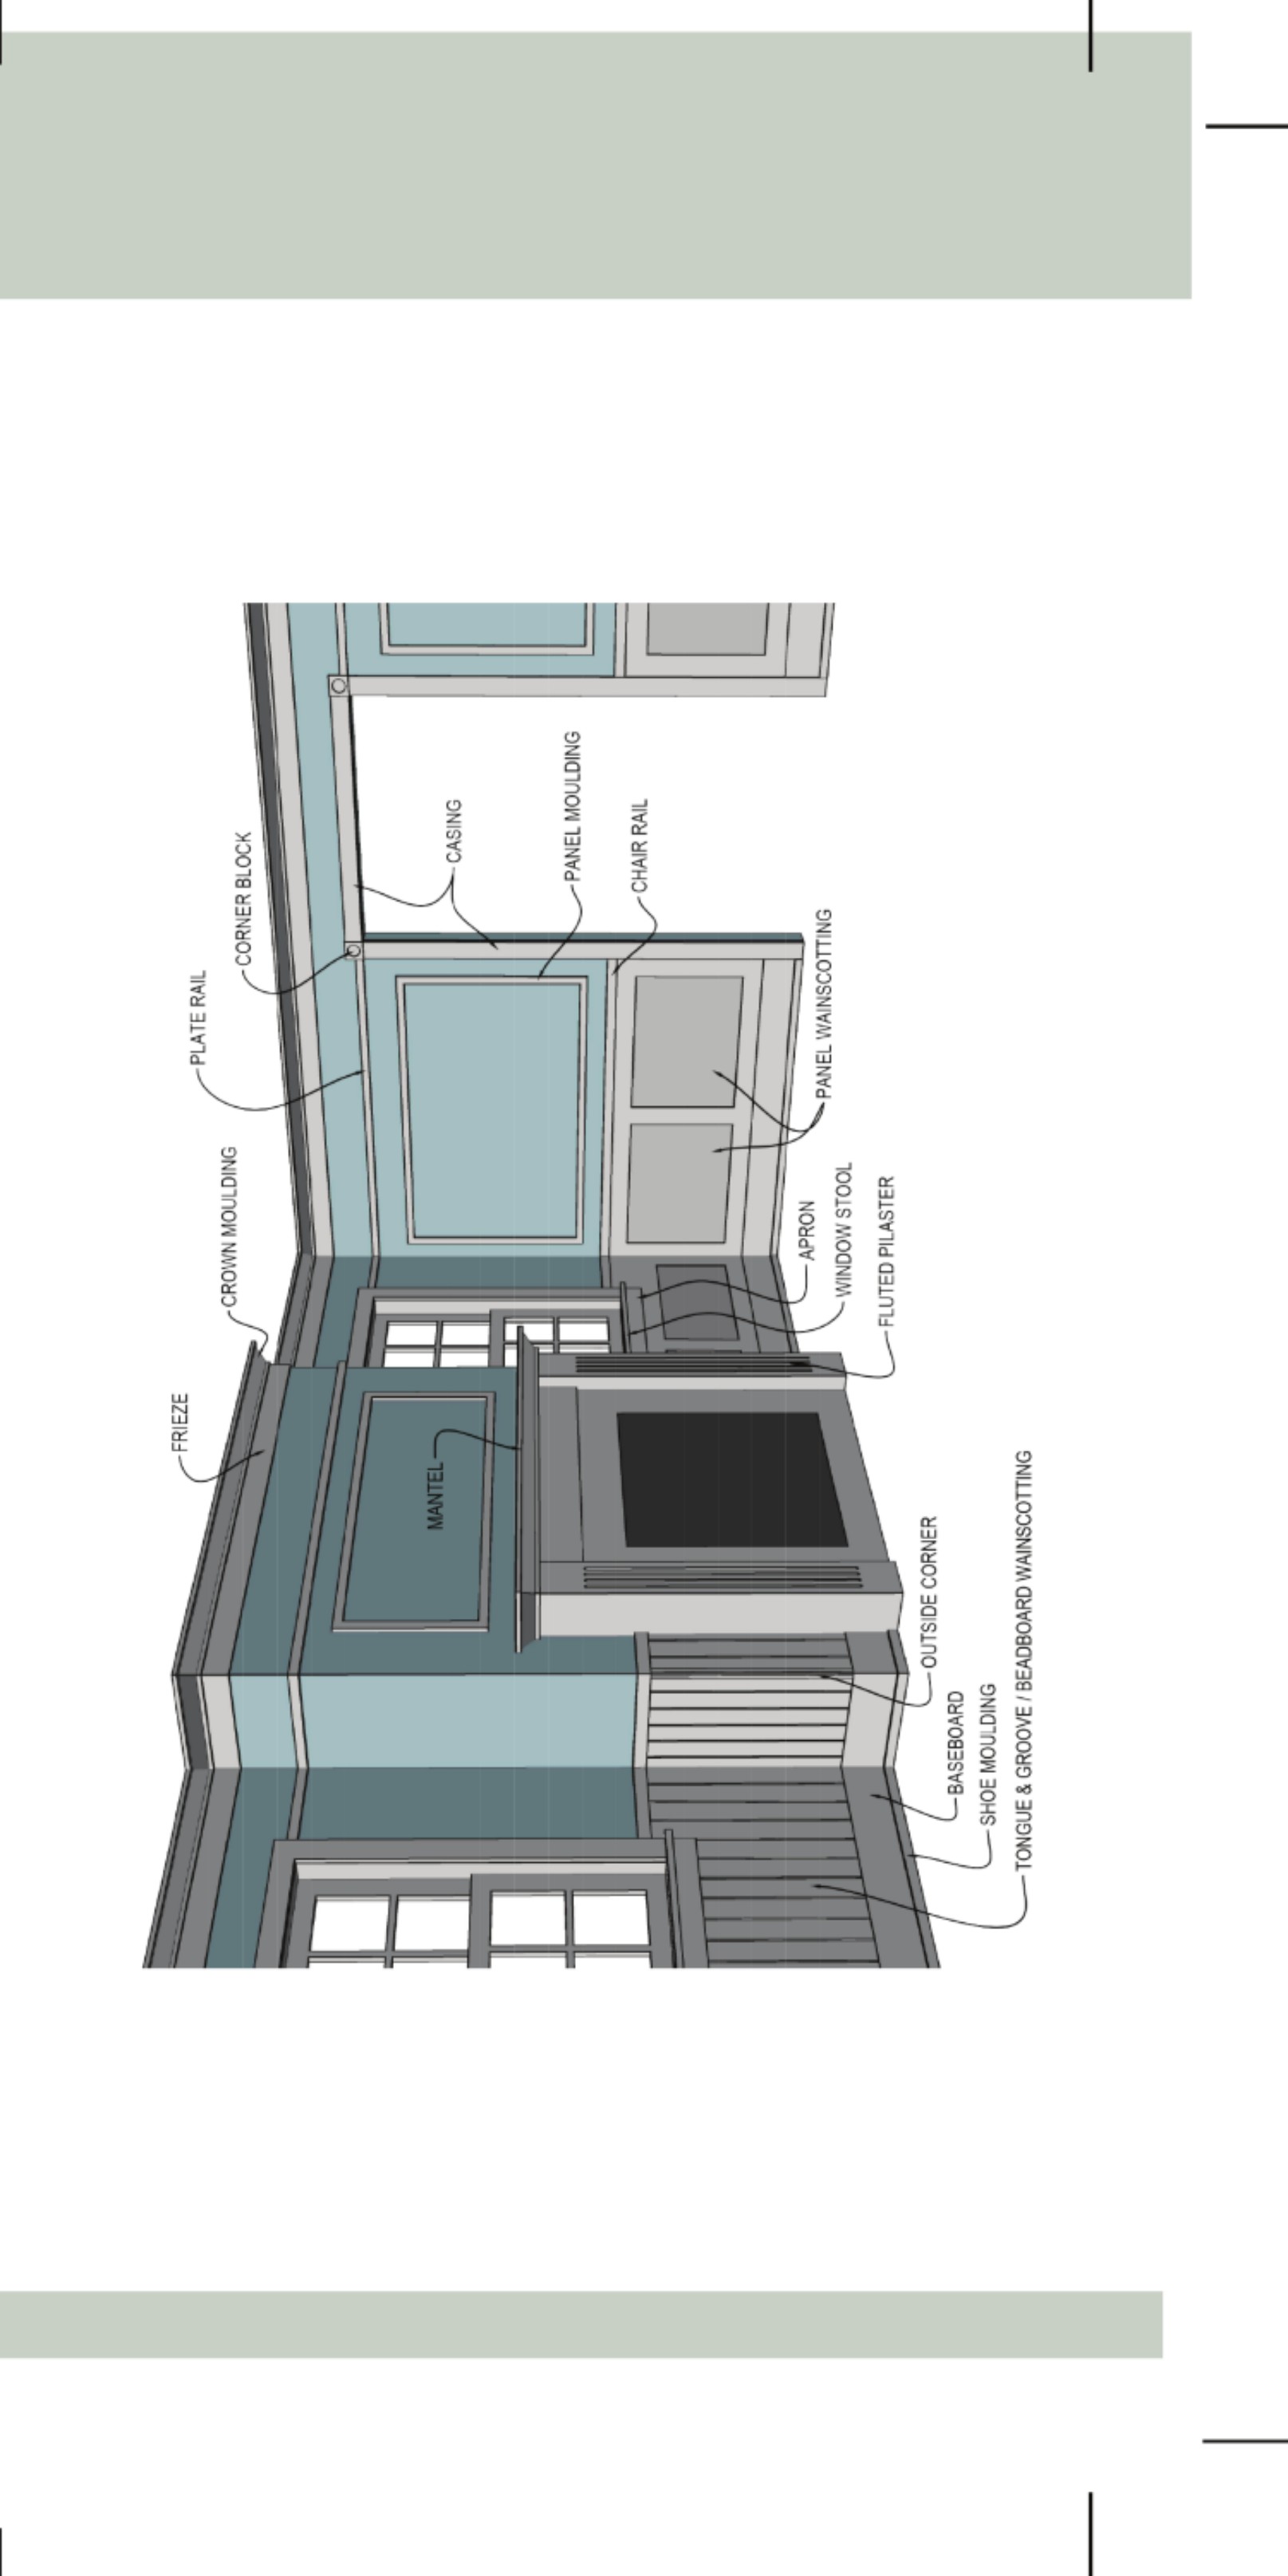 FRIEZE
CROWN MOULDING
PLATE RAIL
CORNER BLOCK
CASING
PANEL MOULDING
CHAIR RAIL
MANTEL
PANEL WAINSCOTTING
APRON
WINDOW STOOL
FLUTED PILASTER
OUTSIDE CORNER
BASEBOARD
SHOE MOULDING
TONGUE & GROOVE / BEADBOARD WAINSCOTTING